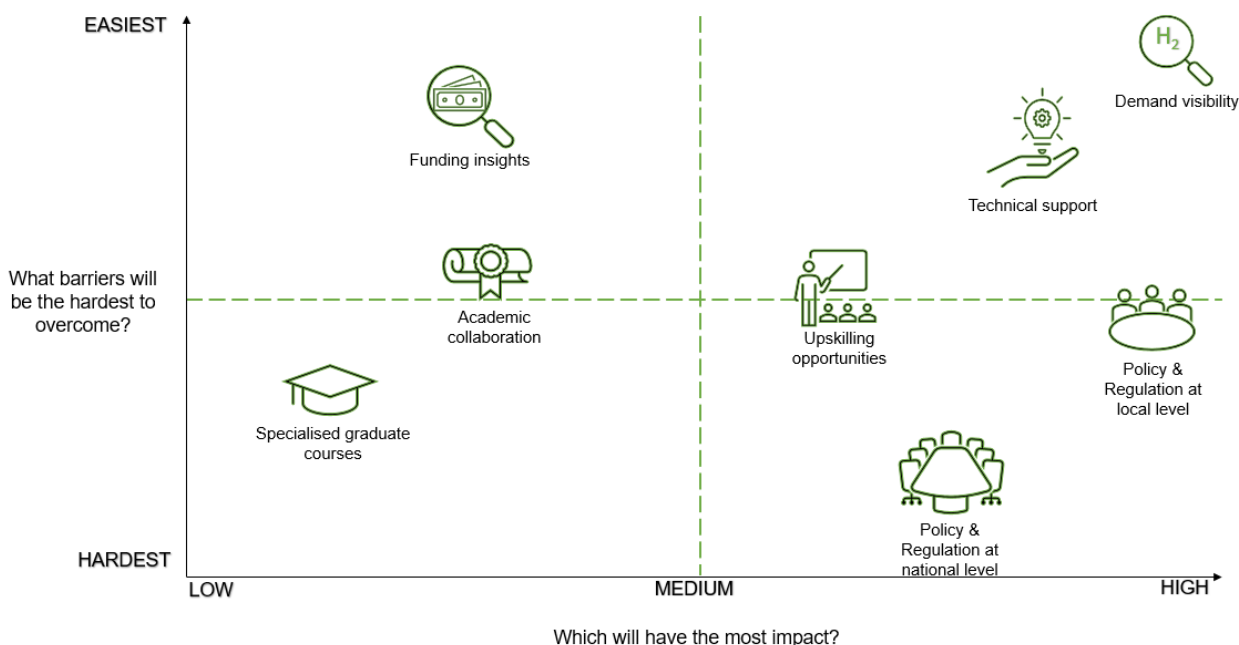 EASIEST
H₂
Demand visibility
Funding insights
Technical support
What barriers will
be the hardest to
overcome?
Academic
collaboration
Upskilling
opportunities
Policy &
Regulation at
local level
Specialised graduate
courses
Policy &
Regulation at
national level
HARDEST
LOW
MEDIUM
HIGH
Which will have the most impact?